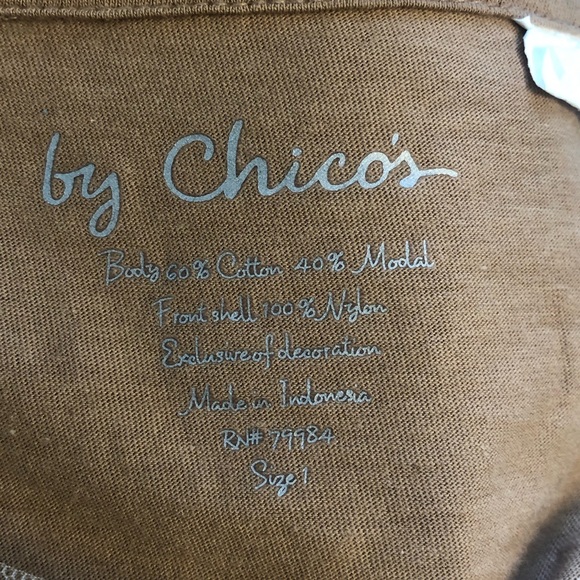 by Chico's
Body 60% Cotton 40% Modal
Front shell 100% Nylon
Exclusive of decoration
Made in Indonesia
RN# 79984
Size 1